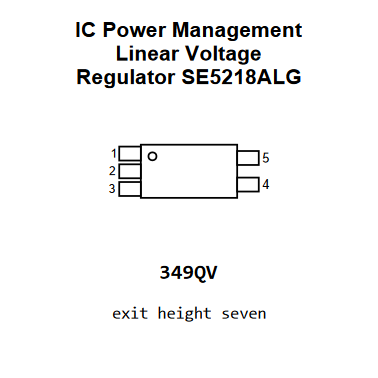 IC Power Management
Linear Voltage
Regulator SE5218ALG
1
2
3
5
4
349QV
exit height seven